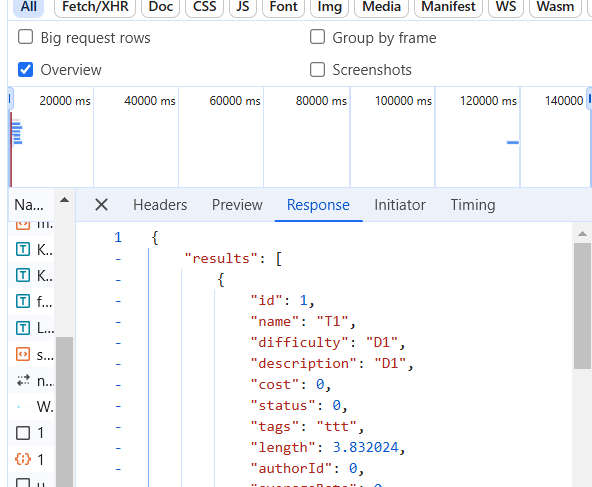 All Fetch/XHR Doc CSS JS Font Img Media Manifest WS Wasm
Big request rows
Group by frame
Overview
Screenshots
20000 ms 40000 ms 60000 ms 80000 ms 100000 ms 120000 ms 140000
Na...
Headers Preview Response Initiator Timing
m...
K...
K...
f...
L...
s...
n...
W.
1
1
1 {
- "results": [
- {
- "id": 1,
- "name": "T1",
- "difficulty": "D1",
- "description": "D1",
- "cost": 0,
- "status": 0,
- "tags": "ttt",
- "length": 3.832024,
- "authorId": 0,